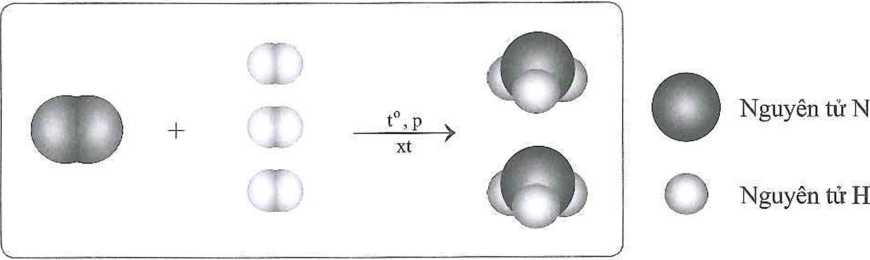 +
t°, p
xt
Nguyên tử N
Nguyên tử H